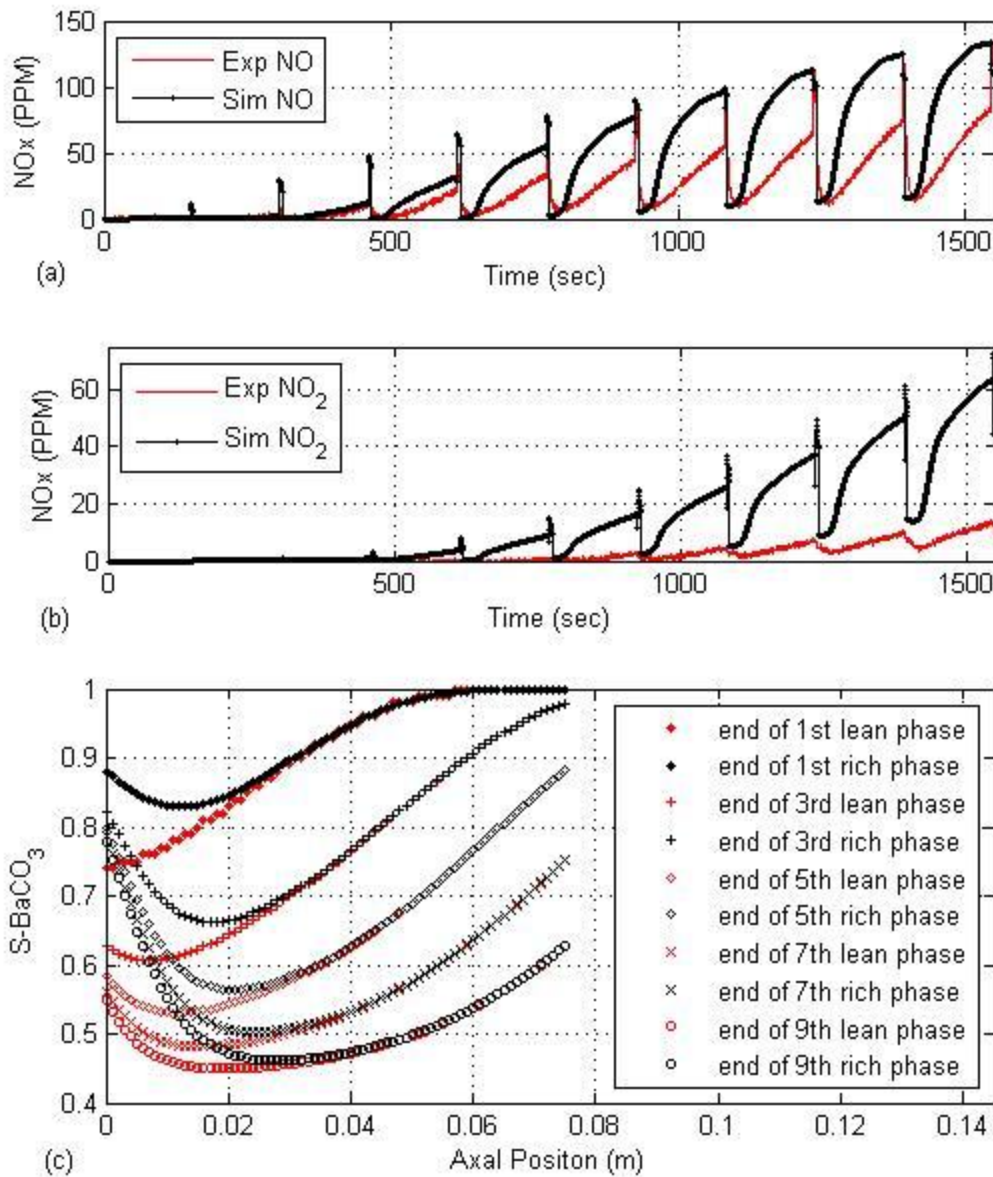 150
100
50
0
NOx (PPM)
Exp NO
Sim NO
0
500
1000
1500
Time (sec)
(a)
60
40
20
0
NOx (PPM)
Exp NO2
Sim NO2
0
500
1000
1500
Time (sec)
(b)
1
0.9
0.8
0.7
0.6
0.5
0.4
S-BaCO3
end of 1st lean phase
end of 1st rich phase
end of 3rd lean phase
end of 3rd rich phase
end of 5th lean phase
end of 5th rich phase
end of 7th lean phase
end of 7th rich phase
end of 9th lean phase
end of 9th rich phase
0
0.02
0.04
0.06
0.08
0.1
0.12
0.14
Axal Positon (m)
(c)